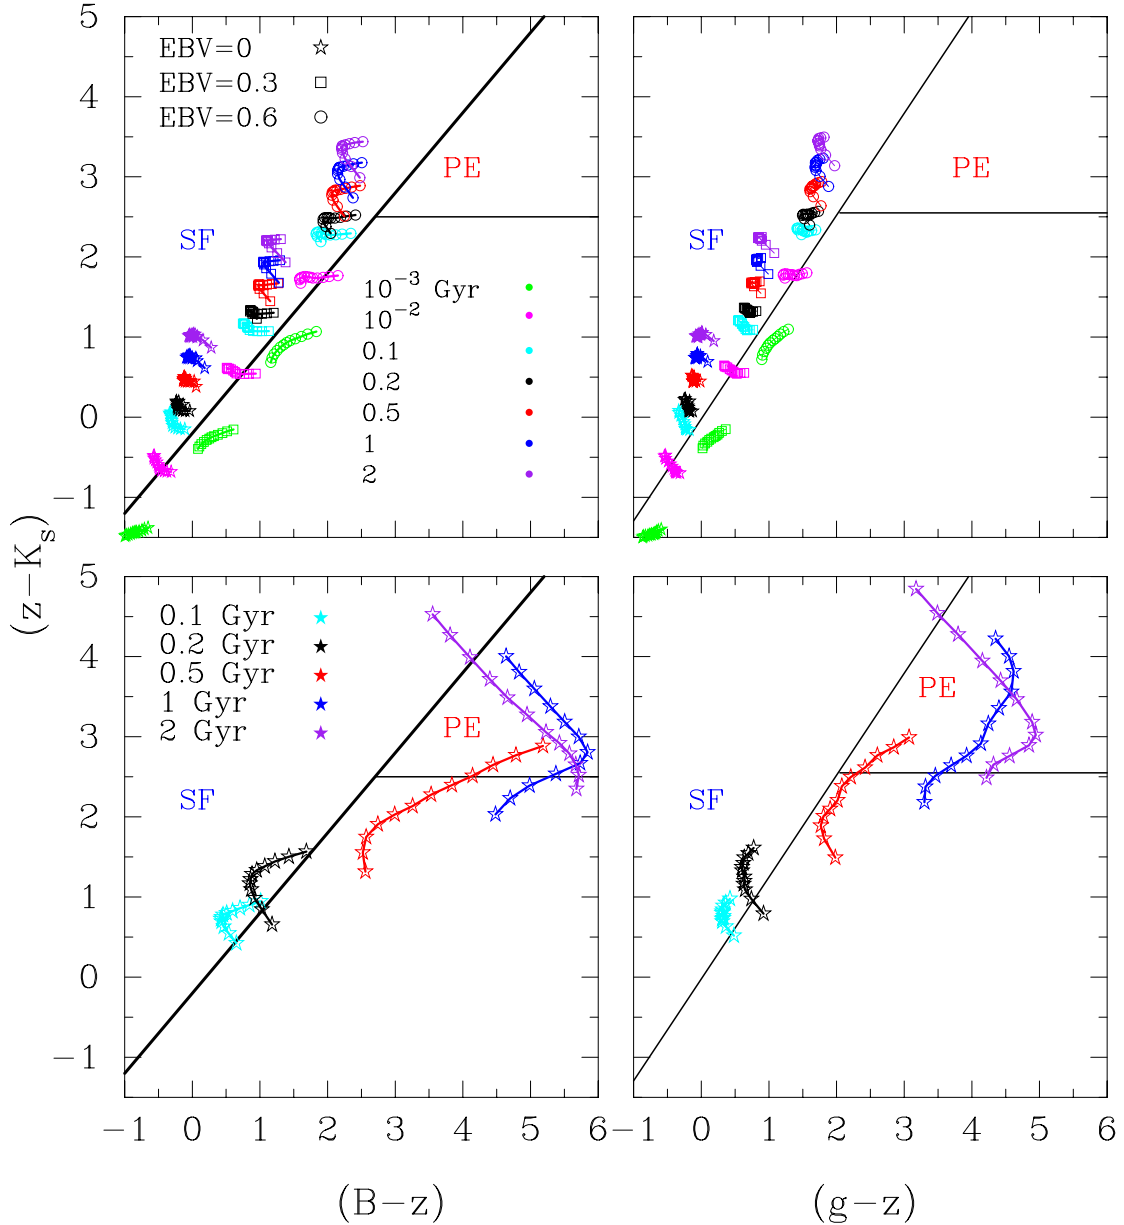 5
4
3
2
1
0
−1
EBV=0
EBV=0.3
EBV=0.6
SF
PE
10⁻³ Gyr
10⁻²
0.1
0.2
0.5
1
2
SF
PE
(z−Kₛ)
5
4
3
2
1
0
−1
0.1 Gyr
0.2 Gyr
0.5 Gyr
1 Gyr
2 Gyr
PE
SF
PE
SF
−1 0 1 2 3 4 5 6
−1 0 1 2 3 4 5 6
(B−z)
(g−z)